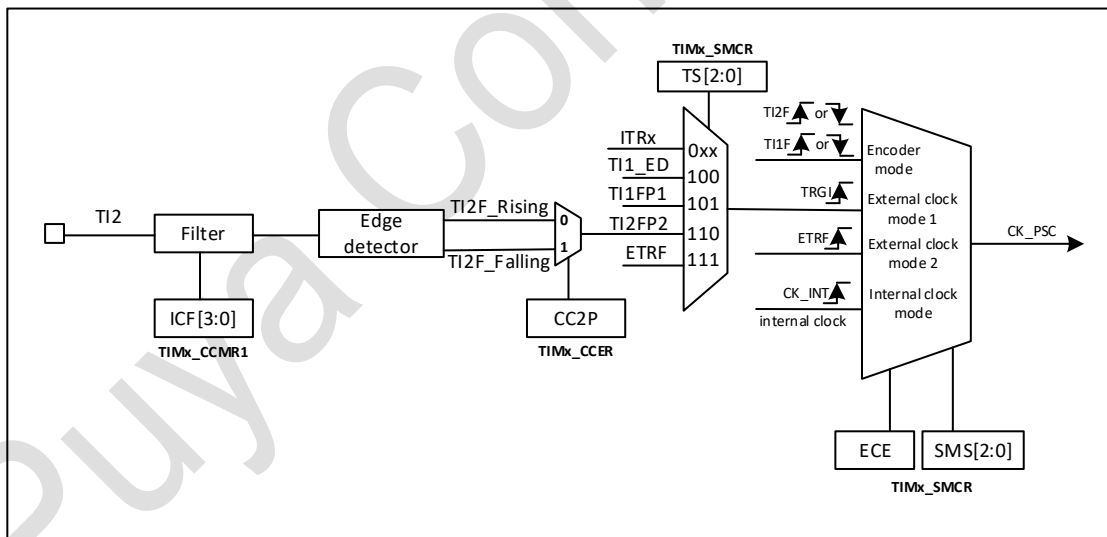 TIMx_SMCR
TS[2:0]
TI2F or
TI1F or
Encoder
mode
ITRx
0xx
TI1_ED
100
TRGI
TI1FP1
101
External clock
mode 1
TI2
Filter
Edge
detector
TI2F_Rising
0
TI2FP2
110
ETRF
External clock
mode 2
CK_PSC
1
TI2F_Falling
ETRF
111
CK_INT
Internal clock
mode
internal clock
ICF[3:0]
TIMx_CCMR1
CC2P
TIMx_CCER
ECE
SMS[2:0]
TIMx_SMCR
Puya Con